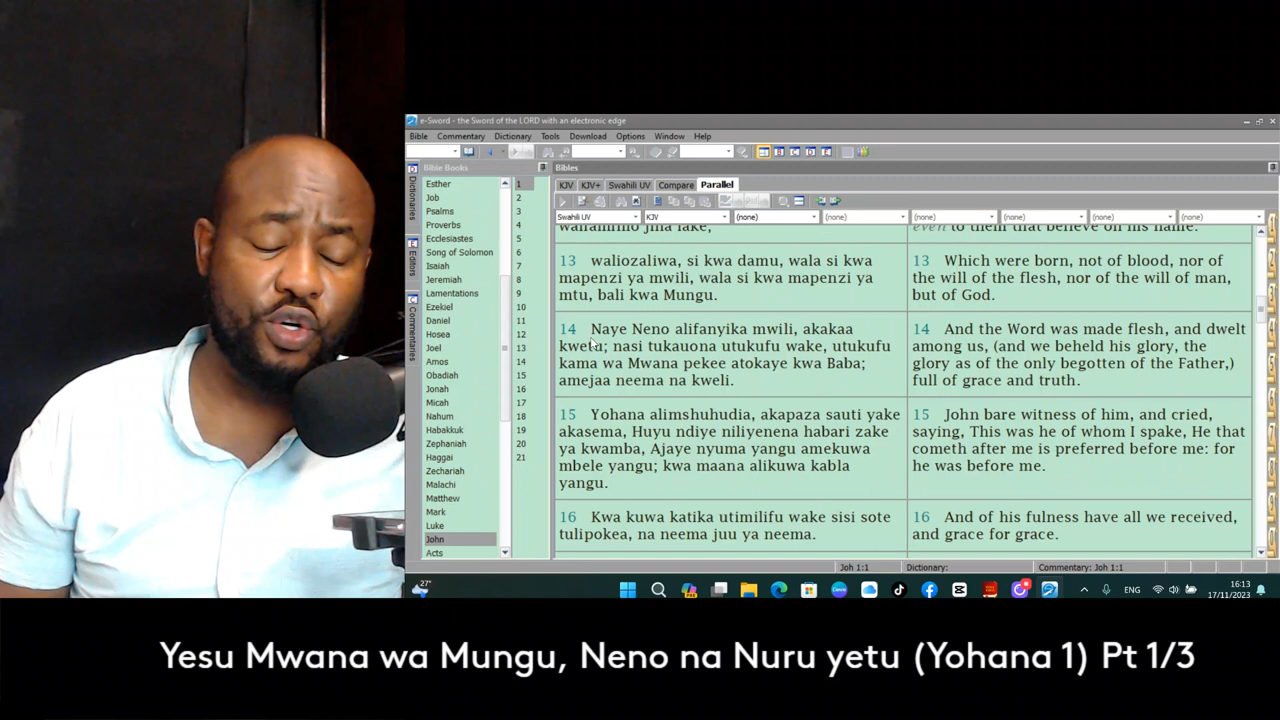 e-Sword - the Sword of the LORD with an electronic edge
Bible Commentary Dictionary Tools Download Options Window Help
Bible Books
Bibles
Dictionaries
Editors
Commentaries
Esther
Job
Psalms
Proverbs
Ecclesiastes
Song of Solomon
Isaiah
Jeremiah
Lamentations
Ezekiel
Daniel
Hosea
Joel
Amos
Obadiah
Jonah
Micah
Nahum
Habakkuk
Zephaniah
Haggai
Zechariah
Malachi
Matthew
Mark
Luke
John
Acts
1
2
3
4
5
6
7
8
9
10
11
12
13
14
15
16
17
18
19
20
21
KJV KJV+ Swahili UV Compare Parallel
Swahili UV KJV (none) (none) (none) (none) (none) (none)
jina lake;
13 waliozaliwa, si kwa damu, wala si kwa
mapenzi ya mwili, wala si kwa mapenzi ya
mtu, bali kwa Mungu.
14 Naye Neno alifanyika mwili, akakaa
kwetu; nasi tukauona utukufu wake, utukufu
kama wa Mwana pekee atokaye kwa Baba;
amejaa neema na kweli.
15 Yohana alimshuhudia, akapaza sauti yake
akasema, Huyu ndiye niliyenena habari zake
ya kwamba, Ajaye nyuma yangu amekuwa
mbele yangu; kwa maana alikuwa kabla
yangu.
16 Kwa kuwa katika utimilifu wake sisi sote
tulipokea, na neema juu ya neema.
even to them that believe on his name:
13 Which were born, not of blood, nor of
the will of the flesh, nor of the will of man,
but of God.
14 And the Word was made flesh, and dwelt
among us, (and we beheld his glory, the
glory as of the only begotten of the Father,)
full of grace and truth.
15 John bare witness of him, and cried,
saying, This was he of whom I spake, He that
cometh after me is preferred before me: for
he was before me.
16 And of his fulness have all we received,
and grace for grace.
Joh 1:1 Dictionary: Commentary: Joh 1:1
27°
ENG
16:13
17/11/2023
Yesu Mwana wa Mungu, Neno na Nuru yetu (Yohana 1) Pt 1/3